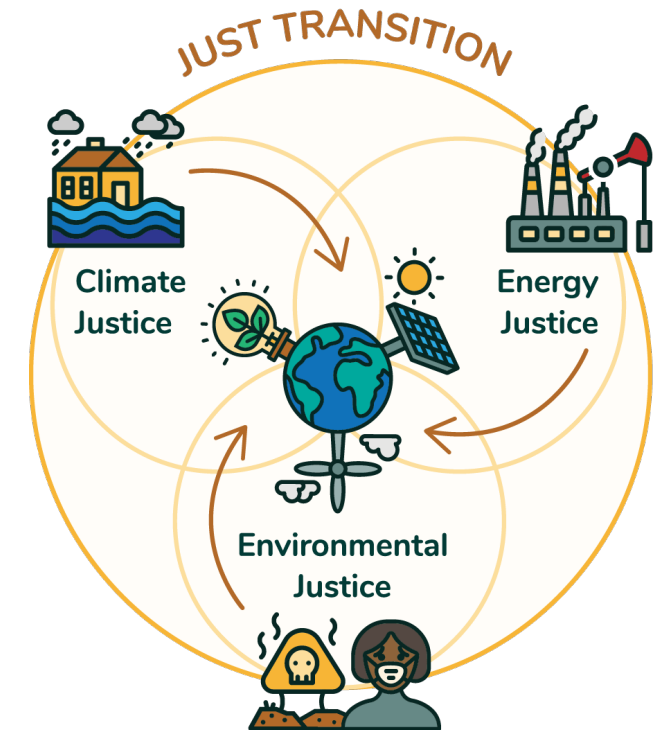 JUST TRANSITION
Climate
Justice
Energy
Justice
Environmental
Justice